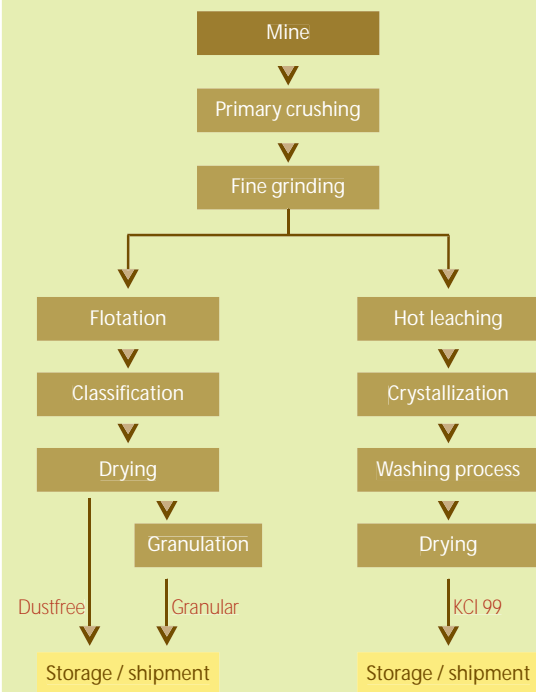 Mine
Primary crushing
Fine grinding
Flotation
Hot leaching
Classification
Crystallization
Drying
Washing process
Granulation
Drying
Dustfree
Granular
KCl 99
Storage / shipment
Storage / shipment